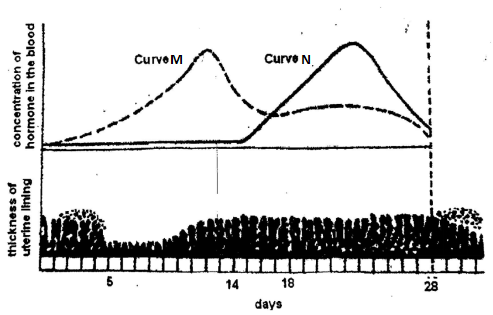 concentration of
hormone in the blood
Curve M
Curve N
thickness of
uterine lining
5
14
18
28
days